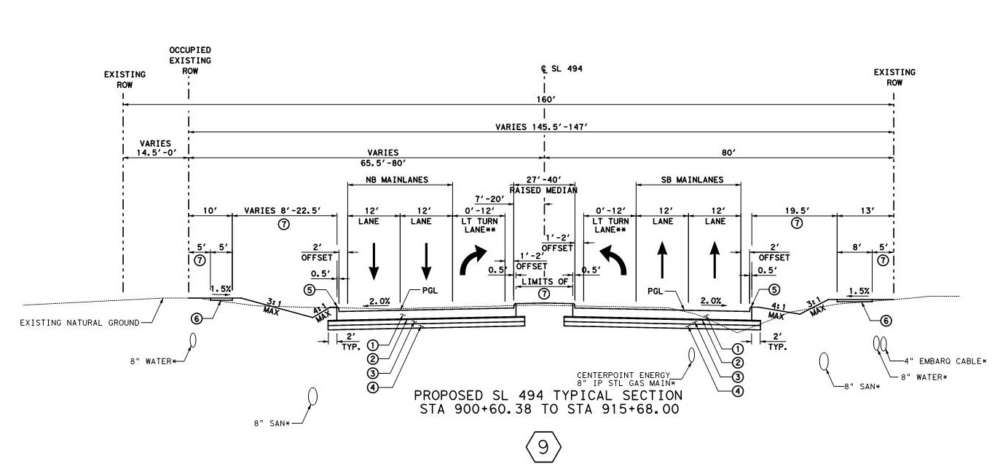 OCCUPIED
EXISTING
ROW
EXISTING
ROW
℄ SL 494
EXISTING
ROW
160'
VARIES 145.5'-147'
VARIES
14.5'-0'
VARIES
65.5'-80'
80'
NB MAINLANES
27'-40'
RAISED MEDIAN
SB MAINLANES
7'-20'
10'
VARIES 8'-22.5'
7
12'
LANE
12'
LANE
0'-12'
LT TURN
LANE**
0'-12'
LT TURN
LANE**
12'
LANE
12'
LANE
19.5'
7
13'
5'
7
5'
2'
OFFSET
1'-2'
OFFSET
1'-2'
OFFSET
2'
OFFSET
8'
5'
7
0.5'
0.5'
0.5'
0.5'
LIMITS OF
7
1.5%
5
2.0%
PGL
PGL
2.0%
5
1.5%
3:1
MAX
4:1
MAX
4:1
MAX
3:1
MAX
6
6
EXISTING NATURAL GROUND
2'
TYP.
1
2
3
4
2'
TYP.
1
2
3
4
8" WATER*
8" SAN*
CENTERPOINT ENERGY
8" IP STL GAS MAIN*
8" SAN*
4" EMBARQ CABLE*
8" WATER*
PROPOSED SL 494 TYPICAL SECTION
STA 900+60.38 TO STA 915+68.00
9